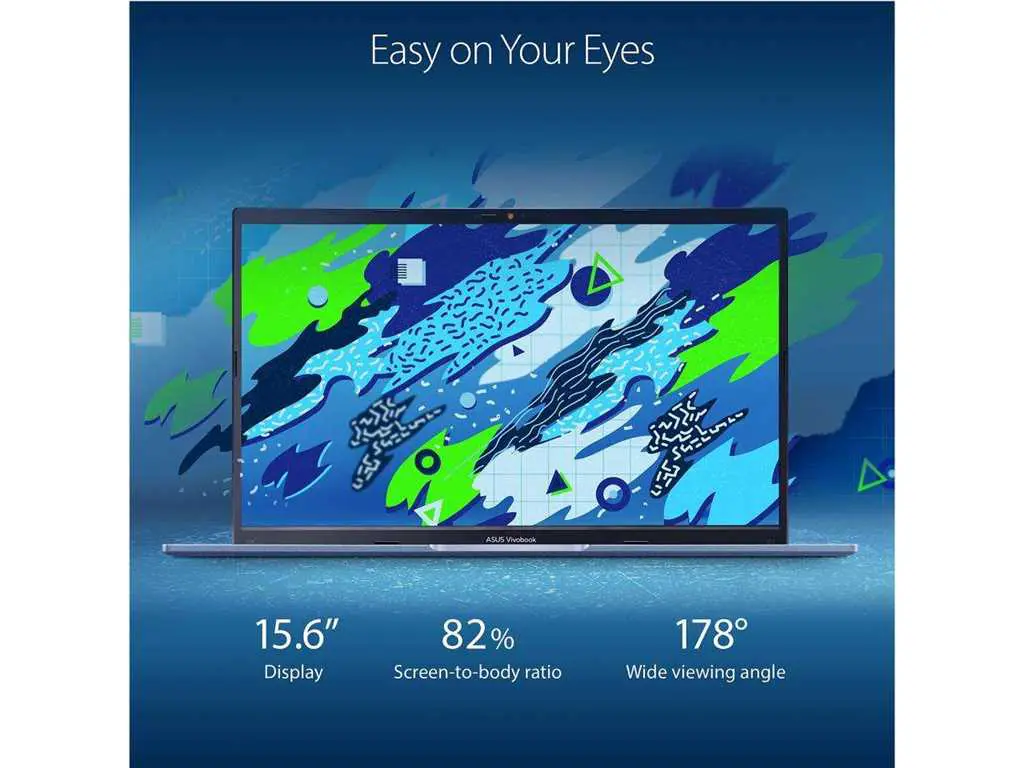 Easy on Your Eyes
ASUS Vivobook
15.6” 82% 178°
Display Screen-to-body ratio Wide viewing angle